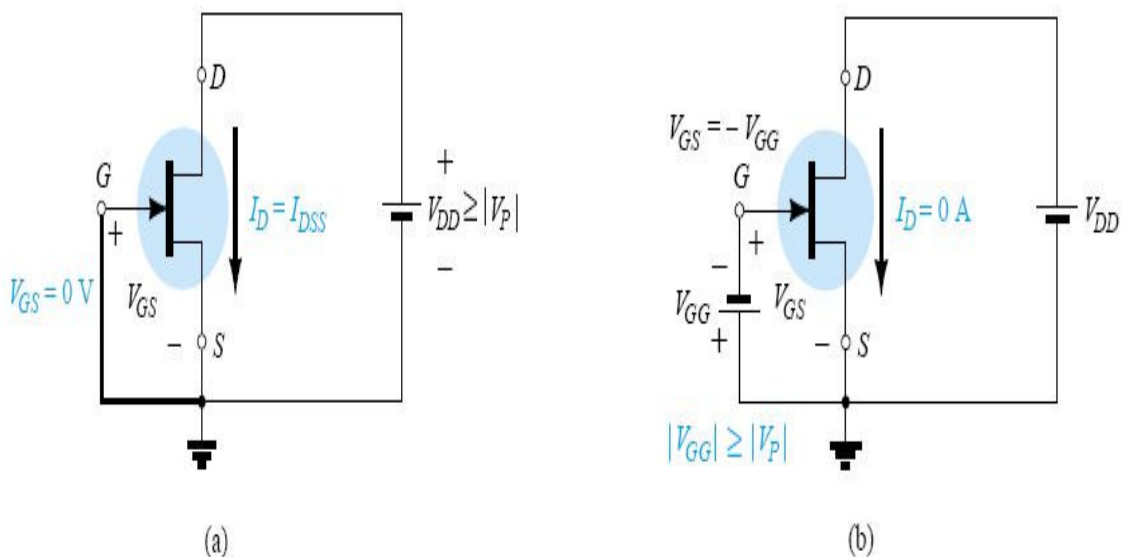 D
G
+
V_GS = 0 V
V_GS
−
S
I_D = I_DSS
+
V_DD ≥ |V_P|
−
(a)
D
V_GS = − V_GG
G
+
−
V_GG
+
V_GS
−
S
I_D = 0 A
V_DD
|V_GG| ≥ |V_P|
(b)